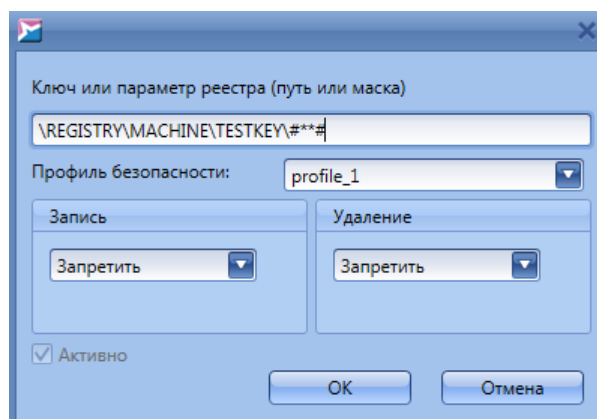 Ключ или параметр реестра (путь или маска)
\REGISTRY\MACHINE\TESTKEY\#**#
Профиль безопасности: profile_1
Запись Удаление
Запретить Запретить
Активно
ОК Отмена